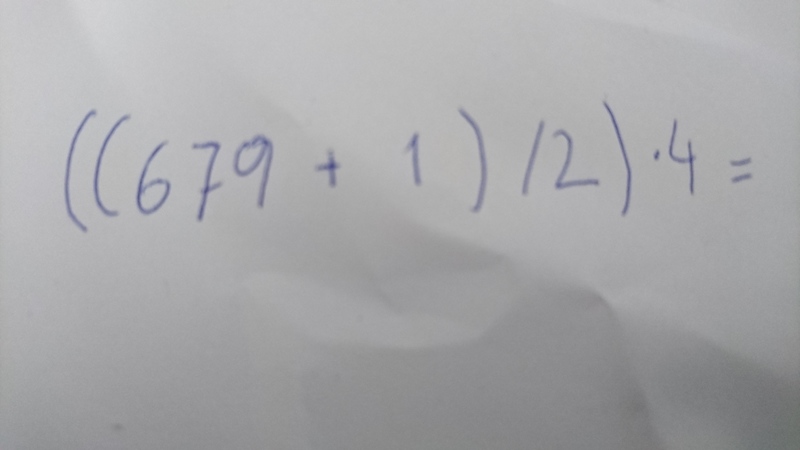 ((679 + 1) /2) · 4 =